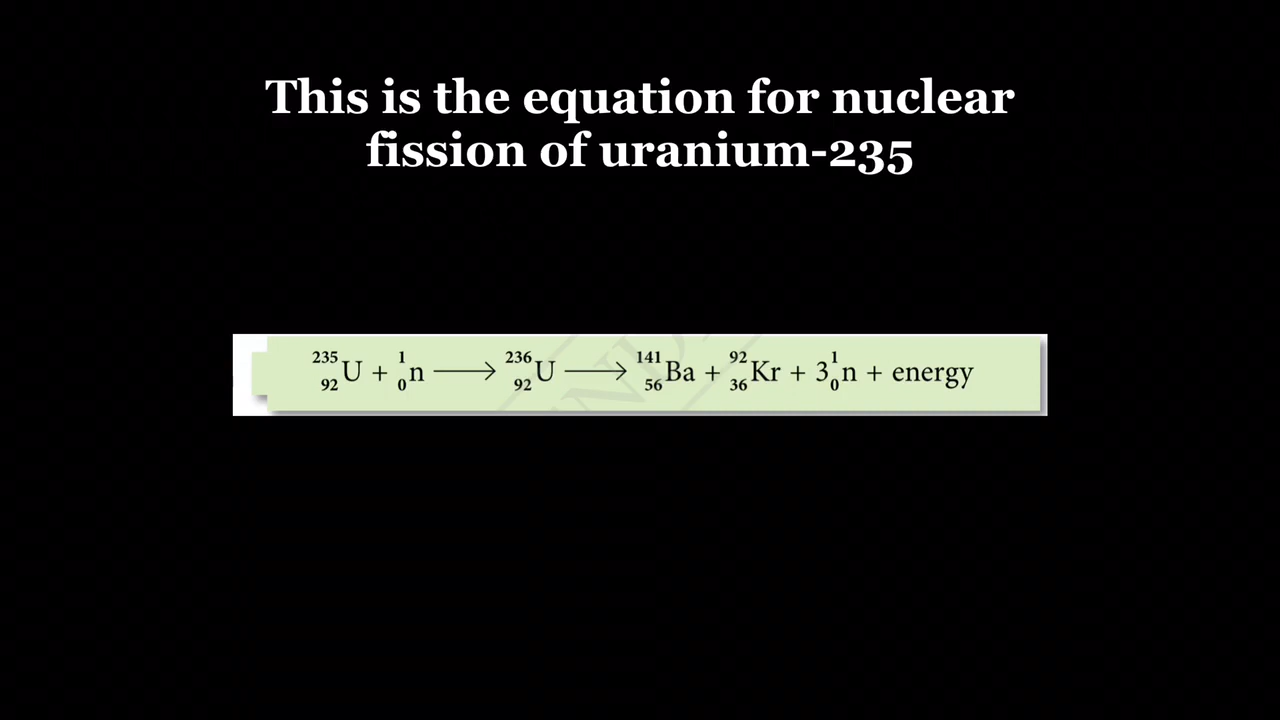 This is the equation for nuclear
fission of uranium-235
²³⁵₉₂U + ¹₀n ⟶ ²³⁶₉₂U ⟶ ¹⁴¹₅₆Ba + ⁹²₃₆Kr + 3¹₀n + energy